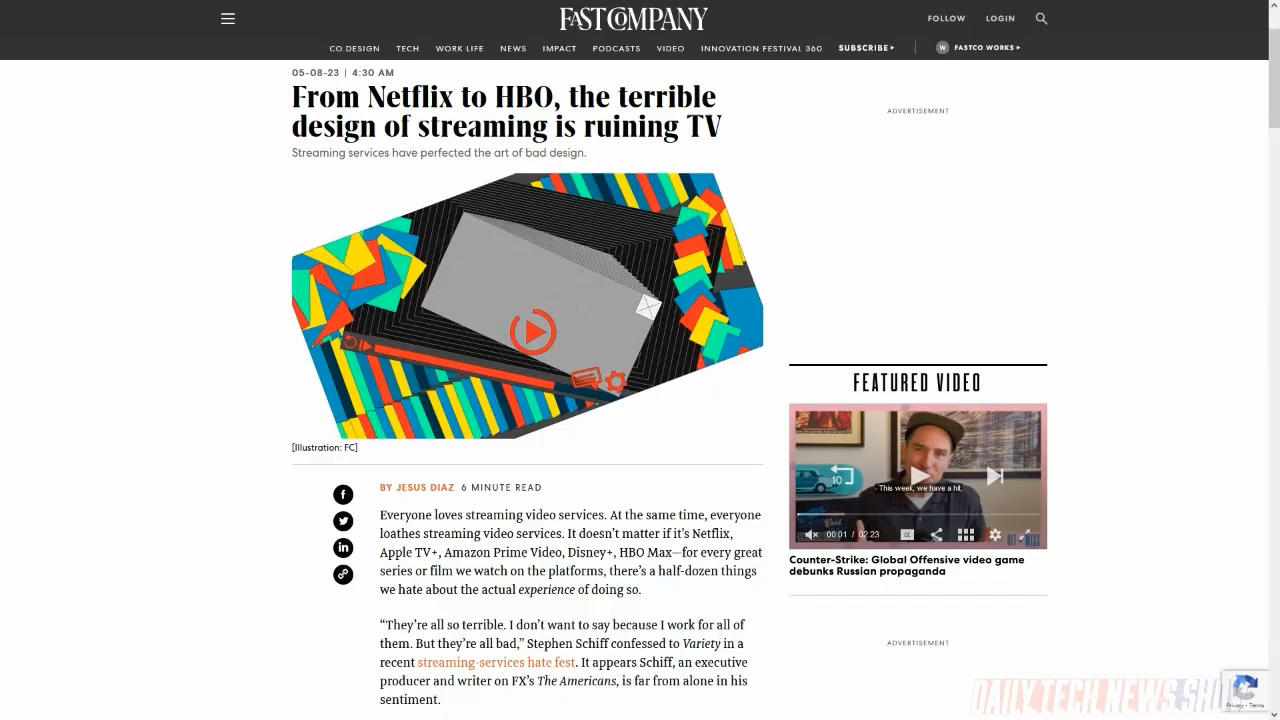 FAST COMPANY
FOLLOW
LOGIN
CO.DESIGN
TECH
WORK LIFE
NEWS
IMPACT
PODCASTS
VIDEO
INNOVATION FESTIVAL 360
SUBSCRIBE
W
FASTCO WORKS
05-08-23 | 4:30 AM
From Netflix to HBO, the terrible
design of streaming is ruining TV
Streaming services have perfected the art of bad design.
[Illustration: FC]
BY JESUS DIAZ 6 MINUTE READ
Everyone loves streaming video services. At the same time, everyone
loathes streaming video services. It doesn’t matter if it’s Netflix,
Apple TV+, Amazon Prime Video, Disney+, HBO Max—for every great
series or film we watch on the platforms, there’s a half-dozen things
we hate about the actual experience of doing so.
“They’re all so terrible. I don’t want to say because I work for all of
them. But they’re all bad,” Stephen Schiff confessed to Variety in a
recent streaming-services hate fest. It appears Schiff, an executive
producer and writer on FX’s The Americans, is far from alone in his
sentiment.
ADVERTISEMENT
FEATURED VIDEO
10
- This week, we have a hit,
00:01 / 02:23
CC
Counter-Strike: Global Offensive video game
debunks Russian propaganda
ADVERTISEMENT
DAILY TECH NEWS SHOW
Privacy - Terms